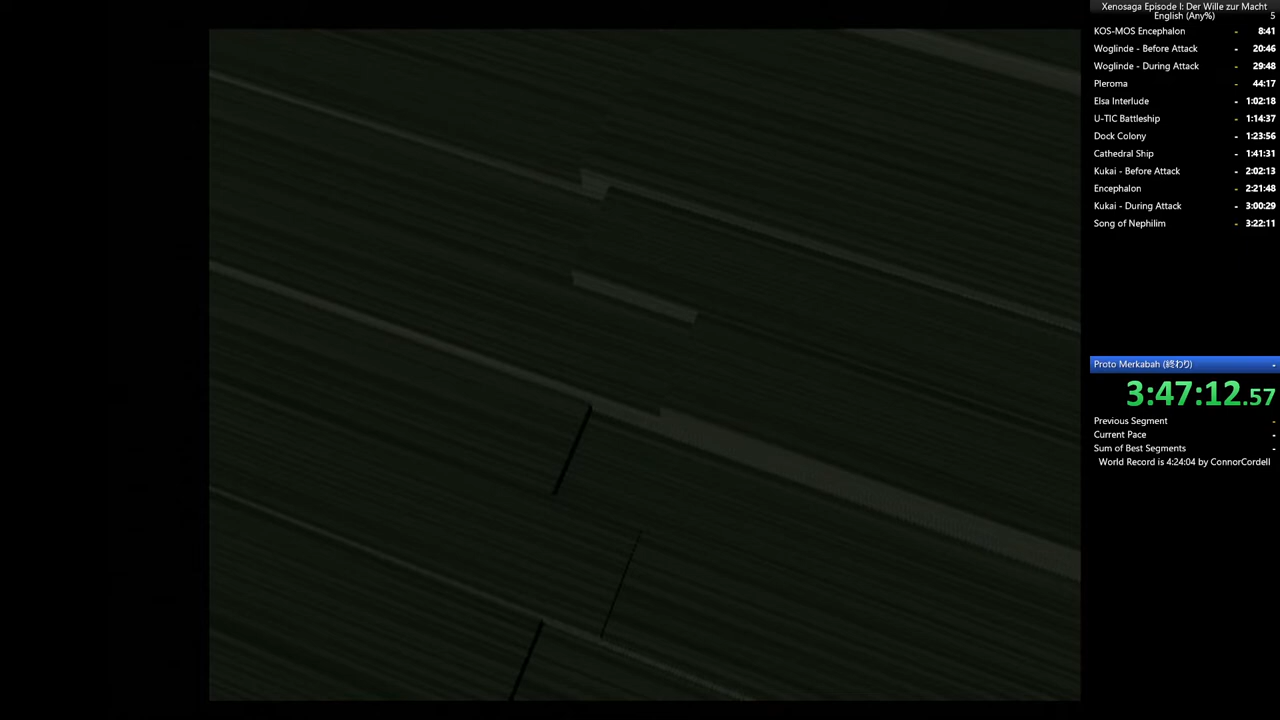 Xenosaga Episode I: Der Wille zur Macht
English (Any%) 5
KOS-MOS Encephalon - 8:41
Woglinde - Before Attack - 20:46
Woglinde - During Attack - 29:48
Pleroma - 44:17
Elsa Interlude - 1:02:18
U-TIC Battleship - 1:14:37
Dock Colony - 1:23:56
Cathedral Ship - 1:41:31
Kukai - Before Attack - 2:02:13
Encephalon - 2:21:48
Kukai - During Attack - 3:00:29
Song of Nephilim - 3:22:11
Proto Merkabah (終わり) -
3:47:12.57
Previous Segment -
Current Pace -
Sum of Best Segments -
World Record is 4:24:04 by ConnorCordell